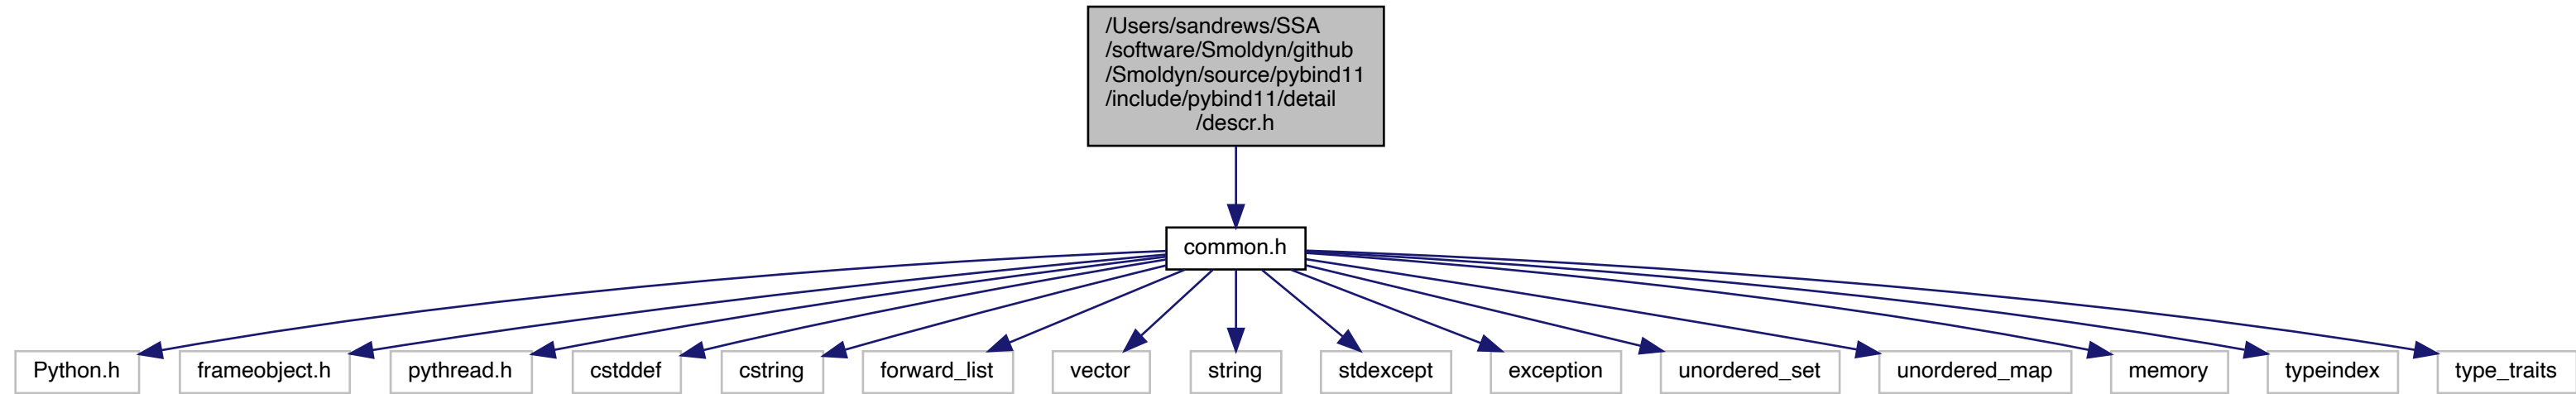 /Users/sandrews/SSA
/software/Smoldyn/github
/Smoldyn/source/pybind11
/include/pybind11/detail
/descr.h
common.h
Python.h
frameobject.h
pythread.h
cstddef
cstring
forward_list
vector
string
stdexcept
exception
unordered_set
unordered_map
memory
typeindex
type_traits